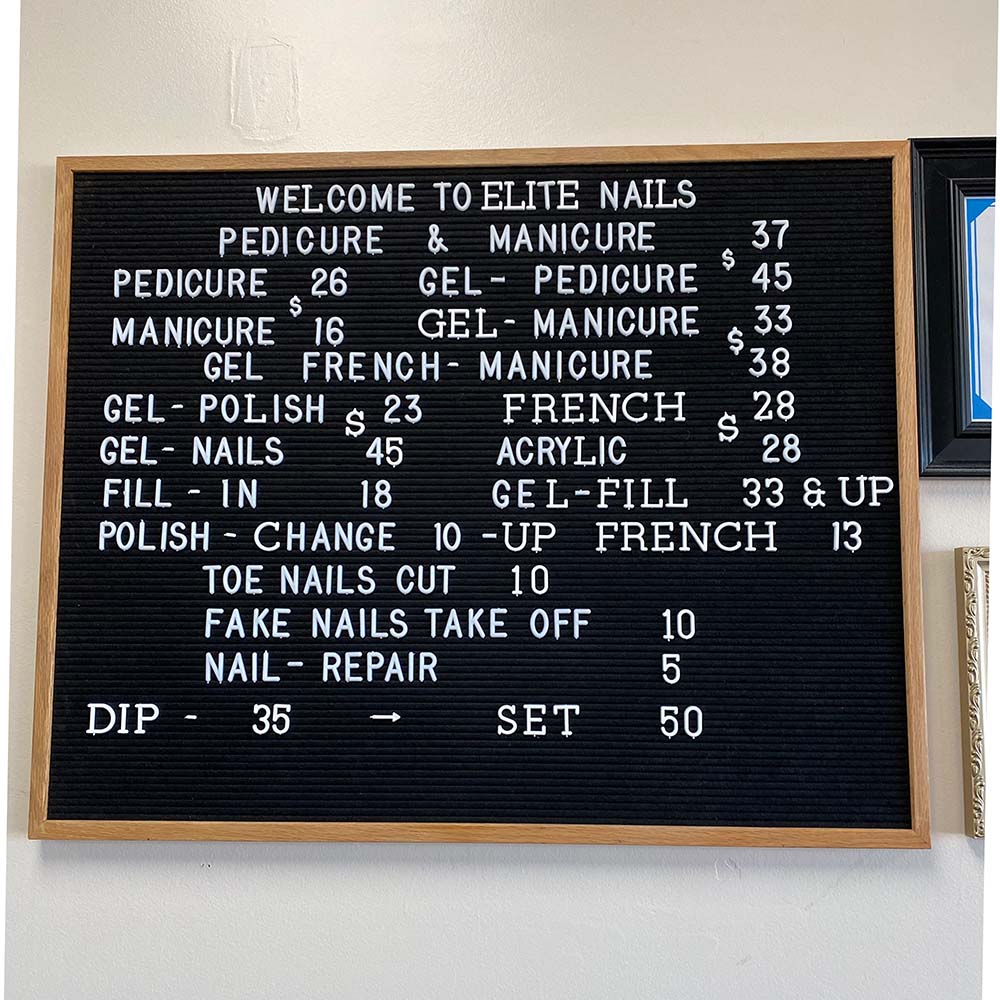 WELCOME TO ELITE NAILS
PEDICURE & MANICURE $ 37
PEDICURE $ 26 GEL- PEDICURE 45
MANICURE 16 GEL- MANICURE $ 33
GEL FRENCH- MANICURE 38
GEL-POLISH $ 23 FRENCH $ 28
GEL- NAILS 45 ACRYLIC 28
FILL - IN 18 GEL-FILL 33 & UP
POLISH - CHANGE 10 -UP FRENCH 13
TOE NAILS CUT 10
FAKE NAILS TAKE OFF 10
NAIL- REPAIR 5
DIP - 35 → SET 50